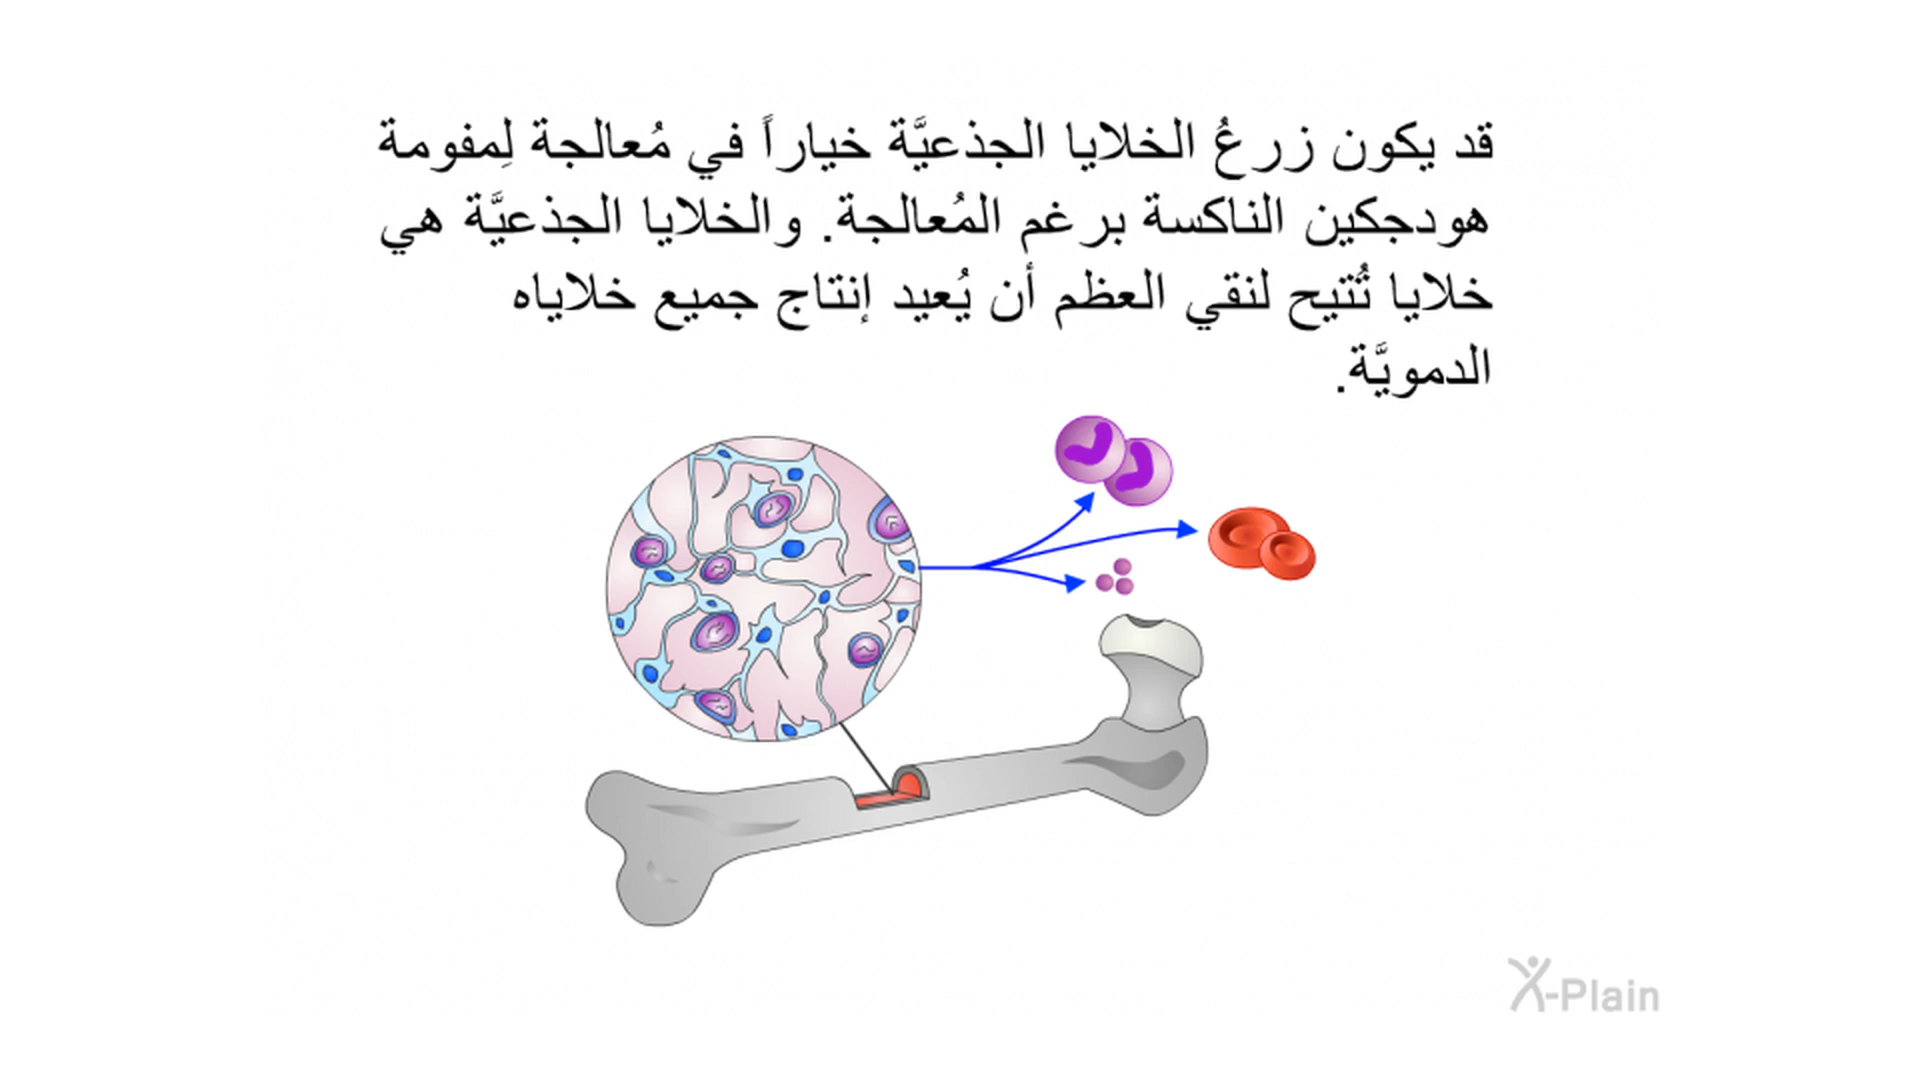 قد يكون زرعُ الخلايا الجذعيَّة خياراً في مُعالجة لِمفومة
هودجكين الناكسة برغم المُعالجة. والخلايا الجذعيَّة هي
خلايا تُتيح لنقي العظم أن يُعيد إنتاج جميع خلاياه
الدمويَّة.
X-Plain